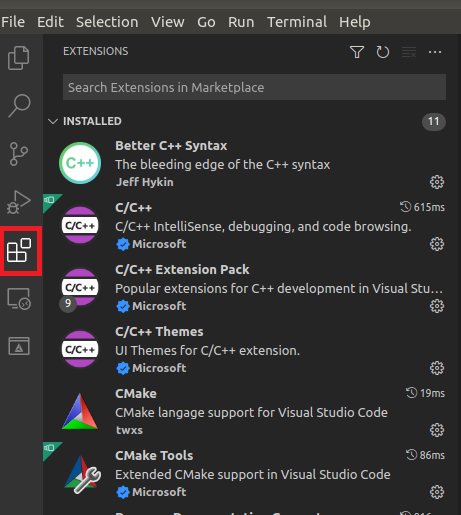 File Edit Selection View Go Run Terminal Help
EXTENSIONS
Search Extensions in Marketplace
INSTALLED 11
C++
Better C++ Syntax
The bleeding edge of the C++ syntax
Jeff Hykin
C/C++
C/C++ 615ms
C/C++ IntelliSense, debugging, and code browsing.
Microsoft
C/C++
9
C/C++ Extension Pack
Popular extensions for C++ development in Visual Stu...
Microsoft
C/C++
C/C++ Themes
UI Themes for C/C++ extension.
Microsoft
CMake 19ms
CMake langage support for Visual Studio Code
twxs
CMake Tools 86ms
Extended CMake support in Visual Studio Code
Microsoft